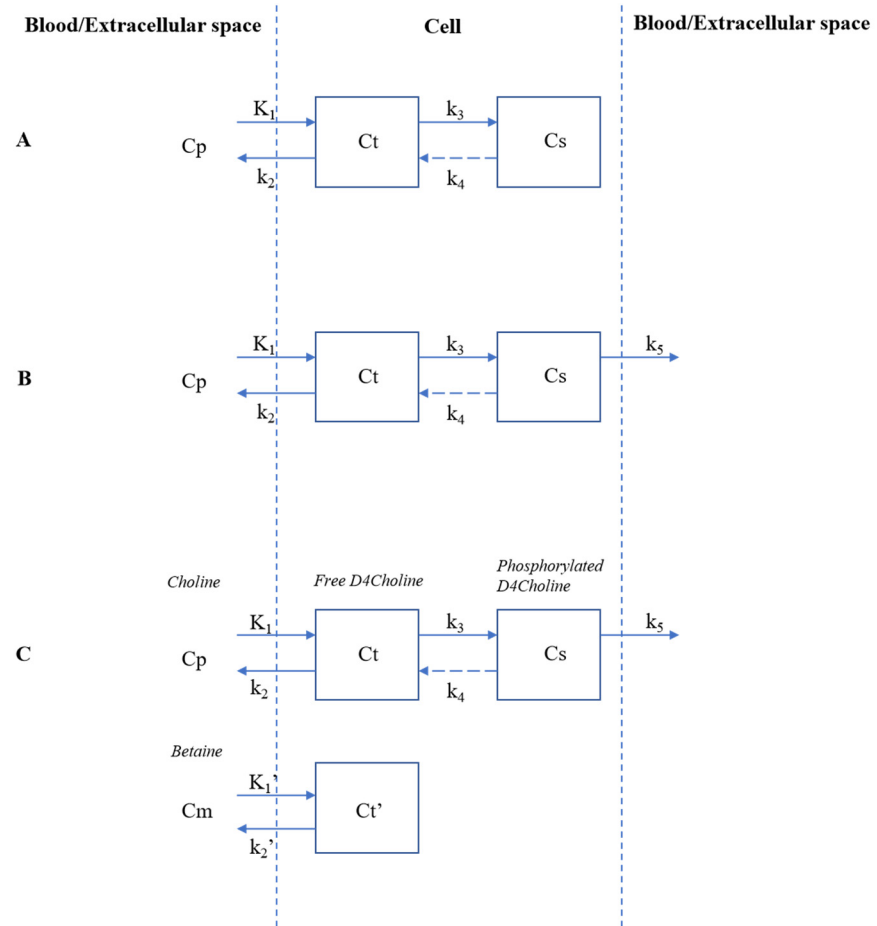 Blood/Extracellular space
Cell
Blood/Extracellular space
A
Cp
K₁
k₂
Ct
k₃
k₄
Cs
B
Cp
K₁
k₂
Ct
k₃
k₄
Cs
k₅
C
Choline
Free D4Choline
Phosphorylated
D4Choline
Cp
K₁
k₂
Ct
k₃
k₄
Cs
k₅
Betaine
Cm
K₁’
k₂’
Ct’